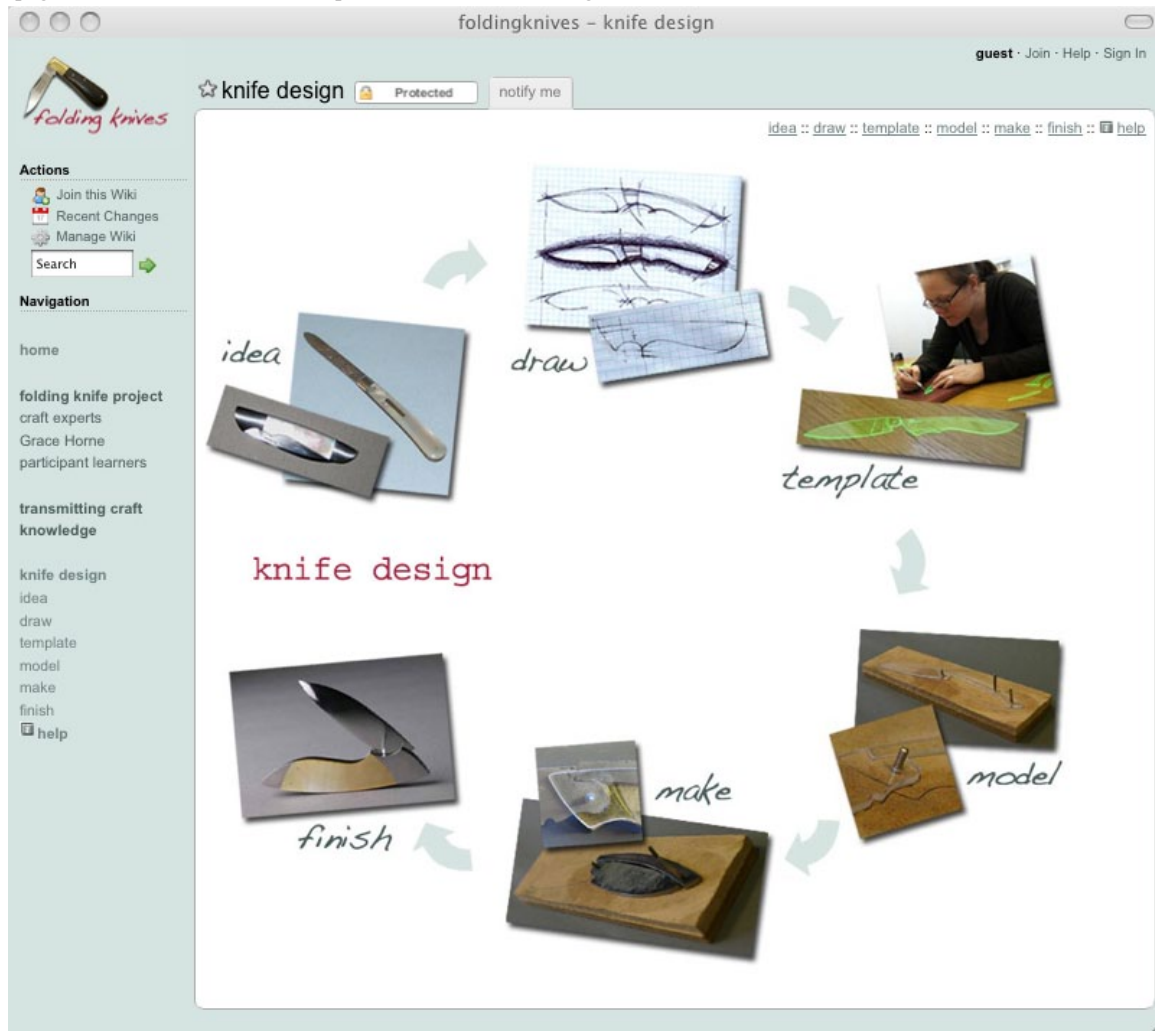 foldingknives – knife design
guest · Join · Help · Sign In
folding knives
knife design
Protected
notify me
idea :: draw :: template :: model :: make :: finish :: help
Actions
Join this Wiki
Recent Changes
Manage Wiki
Search
Navigation
home
folding knife project
craft experts
Grace Horne
participant learners
transmitting craft
knowledge
knife design
idea
draw
template
model
make
finish
help
idea
draw
template
knife design
model
make
finish